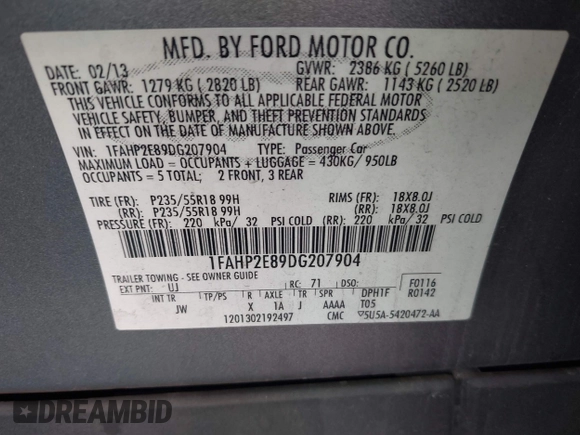 MFD. BY FORD MOTOR CO.
DATE: 02/13 GVWR: 2386 KG ( 5260 LB)
FRONT GAWR: 1279 KG ( 2820 LB) REAR GAWR: 1143 KG ( 2520 LB)
THIS VEHICLE CONFORMS TO ALL APPLICABLE FEDERAL MOTOR
VEHICLE SAFETY, BUMPER, AND THEFT PREVENTION STANDARDS
IN EFFECT ON THE DATE OF MANUFACTURE SHOWN ABOVE.
VIN: 1FAHP2E89DG207904 TYPE: Passenger Car
MAXIMUM LOAD = OCCUPANTS + LUGGAGE = 430KG/ 950LB
OCCUPANTS = 5 TOTAL; 2 FRONT, 3 REAR
TIRE (FR): P235/55R18 99H RIMS (FR): 18X8.0J
(RR): P235/55R18 99H (RR): 18X8.0J
PRESSURE (FR): 220 kPa/ 32 PSI COLD (RR): 220 kPa/ 32 PSI COLD
1FAHP2E89DG207904
TRAILER TOWING - SEE OWNER GUIDE
EXT PNT: UJ RC: 71 DSO: F0116
INT TR TP/PS R AXLE TR SPR DPH1F R0142
JW X 1A J AAAA T05
1201302192497 CMC ▽5U5A-5420472-AA
DREAMBID